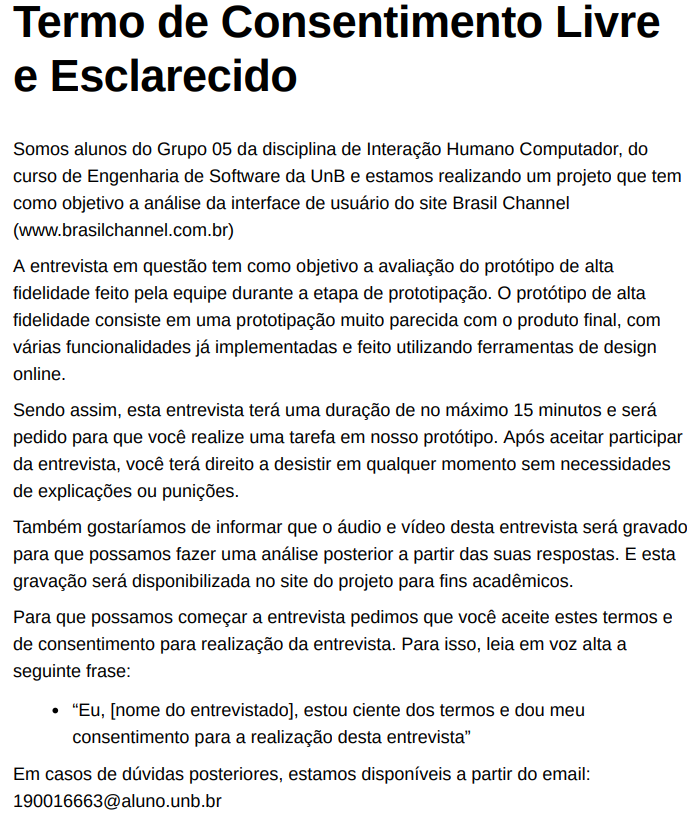 Termo de Consentimento Livre
e Esclarecido
Somos alunos do Grupo 05 da disciplina de Interação Humano Computador, do
curso de Engenharia de Software da UnB e estamos realizando um projeto que tem
como objetivo a análise da interface de usuário do site Brasil Channel
(www.brasilchannel.com.br)
A entrevista em questão tem como objetivo a avaliação do protótipo de alta
fidelidade feito pela equipe durante a etapa de prototipação. O protótipo de alta
fidelidade consiste em uma prototipação muito parecida com o produto final, com
várias funcionalidades já implementadas e feito utilizando ferramentas de design
online.
Sendo assim, esta entrevista terá uma duração de no máximo 15 minutos e será
pedido para que você realize uma tarefa em nosso protótipo. Após aceitar participar
da entrevista, você terá direito a desistir em qualquer momento sem necessidades
de explicações ou punições.
Também gostaríamos de informar que o áudio e vídeo desta entrevista será gravado
para que possamos fazer uma análise posterior a partir das suas respostas. E esta
gravação será disponibilizada no site do projeto para fins acadêmicos.
Para que possamos começar a entrevista pedimos que você aceite estes termos e
de consentimento para realização da entrevista. Para isso, leia em voz alta a
seguinte frase:
• “Eu, [nome do entrevistado], estou ciente dos termos e dou meu
consentimento para a realização desta entrevista”
Em casos de dúvidas posteriores, estamos disponíveis a partir do email:
190016663@aluno.unb.br